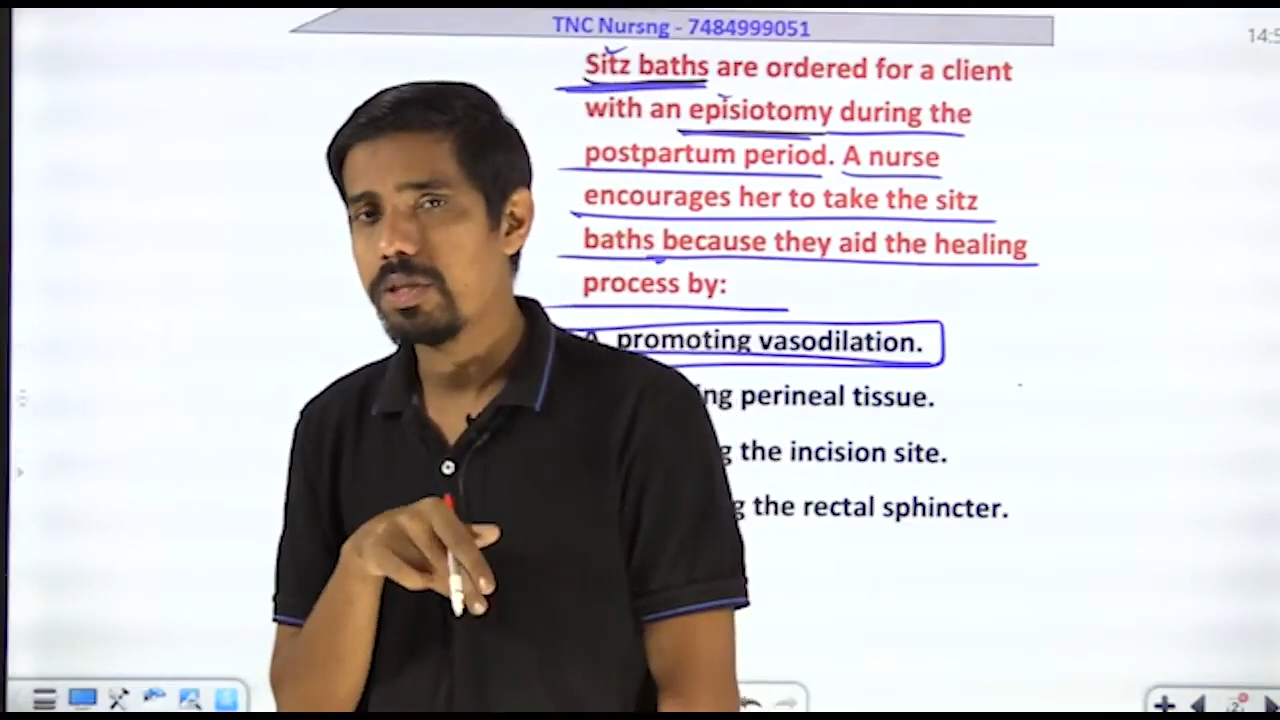 TNC Nursng - 7484999051
Sitz baths are ordered for a client
with an episiotomy during the
postpartum period. A nurse
encourages her to take the sitz
baths because they aid the healing
process by:
promoting vasodilation.
perineal tissue.
the incision site.
the rectal sphincter.